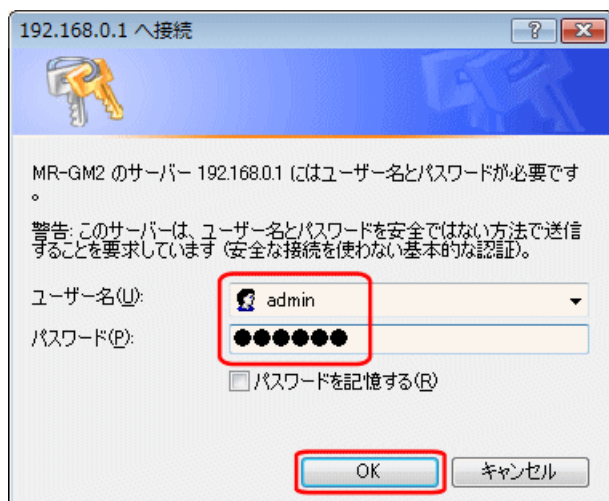 192.168.0.1 へ接続
MR-GM2 のサーバー 192.168.0.1 にはユーザー名とパスワードが必要です
。
警告: このサーバーは、ユーザー名とパスワードを安全ではない方法で送信
することを要求しています (安全な接続を使わない基本的な認証)。
ユーザー名(U):
admin
パスワード(P):
●●●●●●
パスワードを記憶する(R)
OK
キャンセル